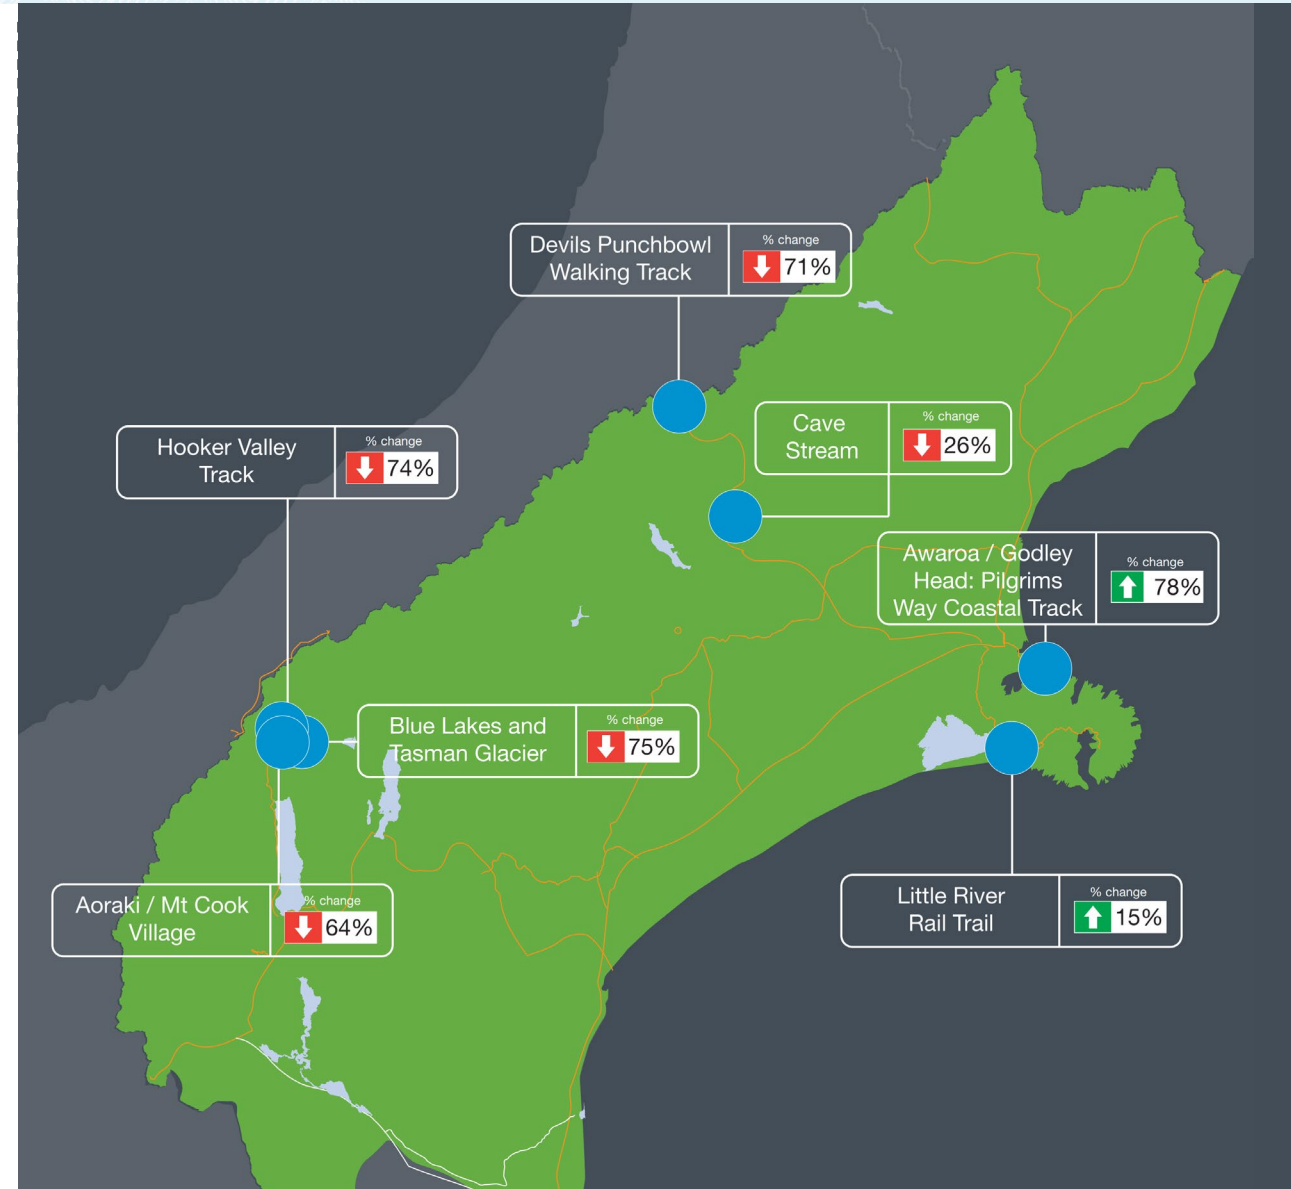 Devils Punchbowl
Walking Track
% change
71%
Cave
Stream
% change
26%
Hooker Valley
Track
% change
74%
Awaroa / Godley
Head: Pilgrims
Way Coastal Track
% change
78%
Blue Lakes and
Tasman Glacier
% change
75%
Aoraki / Mt Cook
Village
% change
64%
Little River
Rail Trail
% change
15%